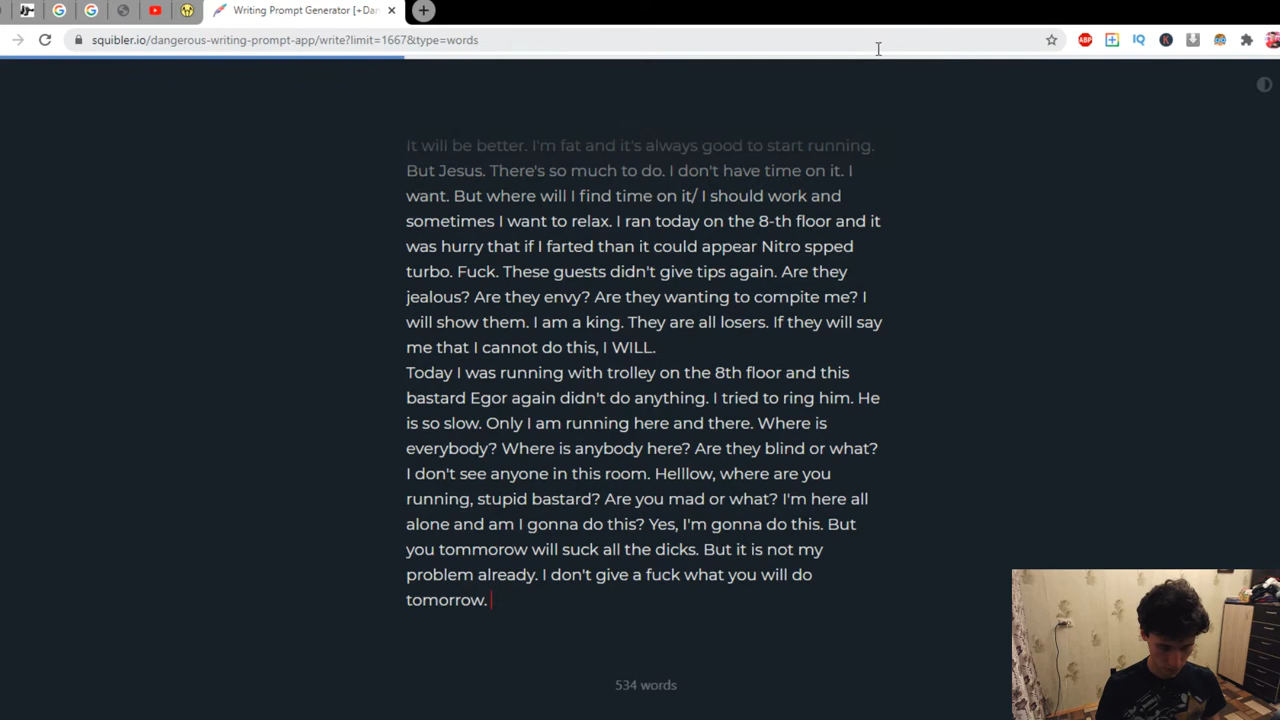 Writing Prompt Generator [+Dan
squibler.io/dangerous-writing-prompt-app/write?limit=1667&type=words
ABP
IQ
K
It will be better. I'm fat and it's always good to start running.
But Jesus. There's so much to do. I don't have time on it. I
want. But where will I find time on it/ I should work and
sometimes I want to relax. I ran today on the 8-th floor and it
was hurry that if I farted than it could appear Nitro spped
turbo. Fuck. These guests didn't give tips again. Are they
jealous? Are they envy? Are they wanting to compite me? I
will show them. I am a king. They are all losers. If they will say
me that I cannot do this, I WILL.
Today I was running with trolley on the 8th floor and this
bastard Egor again didn't do anything. I tried to ring him. He
is so slow. Only I am running here and there. Where is
everybody? Where is anybody here? Are they blind or what?
I don't see anyone in this room. Helllow, where are you
running, stupid bastard? Are you mad or what? I'm here all
alone and am I gonna do this? Yes, I'm gonna do this. But
you tommorow will suck all the dicks. But it is not my
problem already. I don't give a fuck what you will do
tomorrow.
534 words